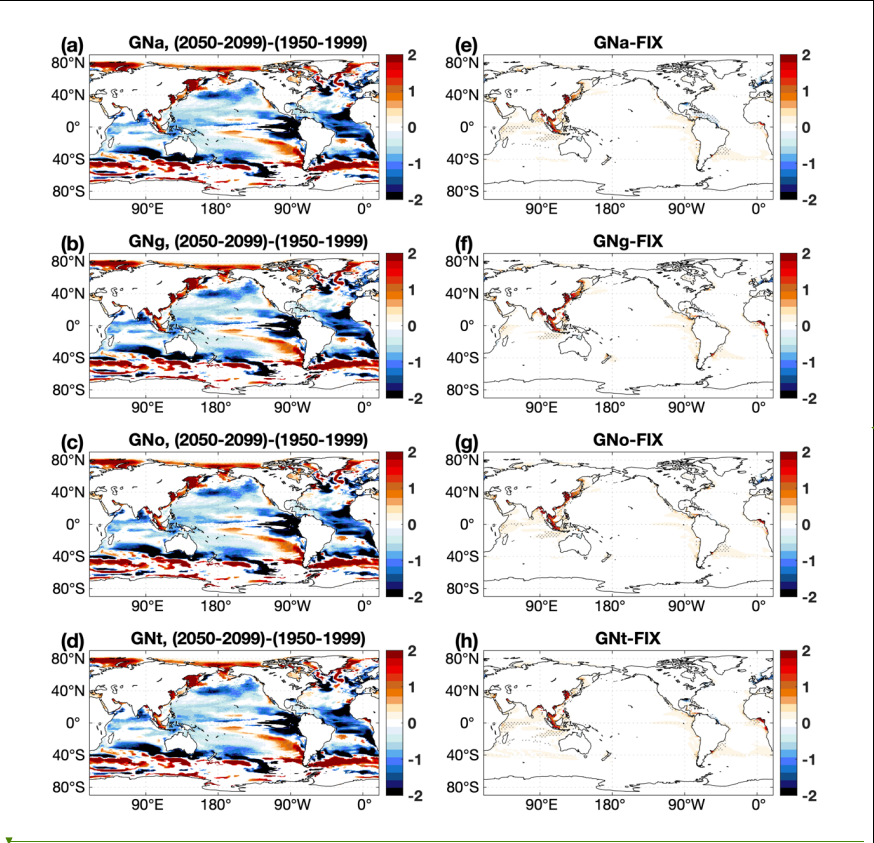 (a) GNa, (2050-2099)-(1950-1999)
80°N
40°N
0°
40°S
80°S
90°E 180° 90°W 0°
2
1
0
-1
-2
(e) GNa-FIX
80°N
40°N
0°
40°S
80°S
90°E 180° 90°W 0°
2
1
0
-1
-2
(b) GNg, (2050-2099)-(1950-1999)
80°N
40°N
0°
40°S
80°S
90°E 180° 90°W 0°
2
1
0
-1
-2
(f) GNg-FIX
80°N
40°N
0°
40°S
80°S
90°E 180° 90°W 0°
2
1
0
-1
-2
(c) GNo, (2050-2099)-(1950-1999)
80°N
40°N
0°
40°S
80°S
90°E 180° 90°W 0°
2
1
0
-1
-2
(g) GNo-FIX
80°N
40°N
0°
40°S
80°S
90°E 180° 90°W 0°
2
1
0
-1
-2
(d) GNt, (2050-2099)-(1950-1999)
80°N
40°N
0°
40°S
80°S
90°E 180° 90°W 0°
2
1
0
-1
-2
(h) GNt-FIX
80°N
40°N
0°
40°S
80°S
90°E 180° 90°W 0°
2
1
0
-1
-2